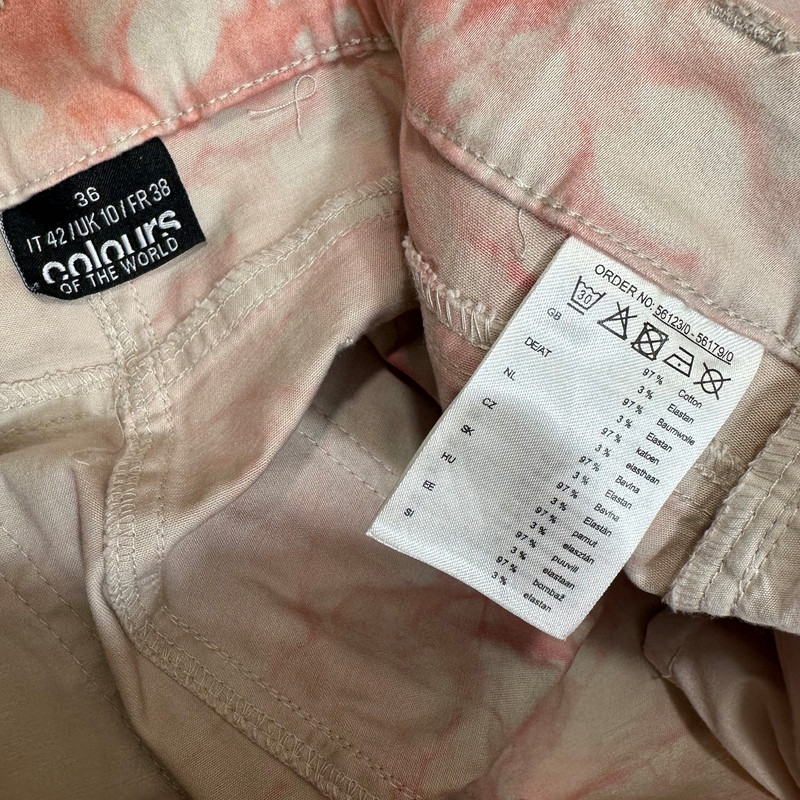 36
IT 42/UK 10/FR 38
colours
OF THE WORLD
ORDER NO: 56123/0 - 56179/0
30
GB 97 % Cotton
3 % Elastan
DE/AT 97 % Baumwolle
3 % Elastan
NL 97 % katoen
3 % elasthaan
CZ 97 % Bavlna
3 % Elastan
SK 97 % Bavlna
3 % Elastán
HU 97 % pamut
3 % elasztán
EE 97 % puuvill
3 % elastaan
SI 97 % bombaž
3 % elastan